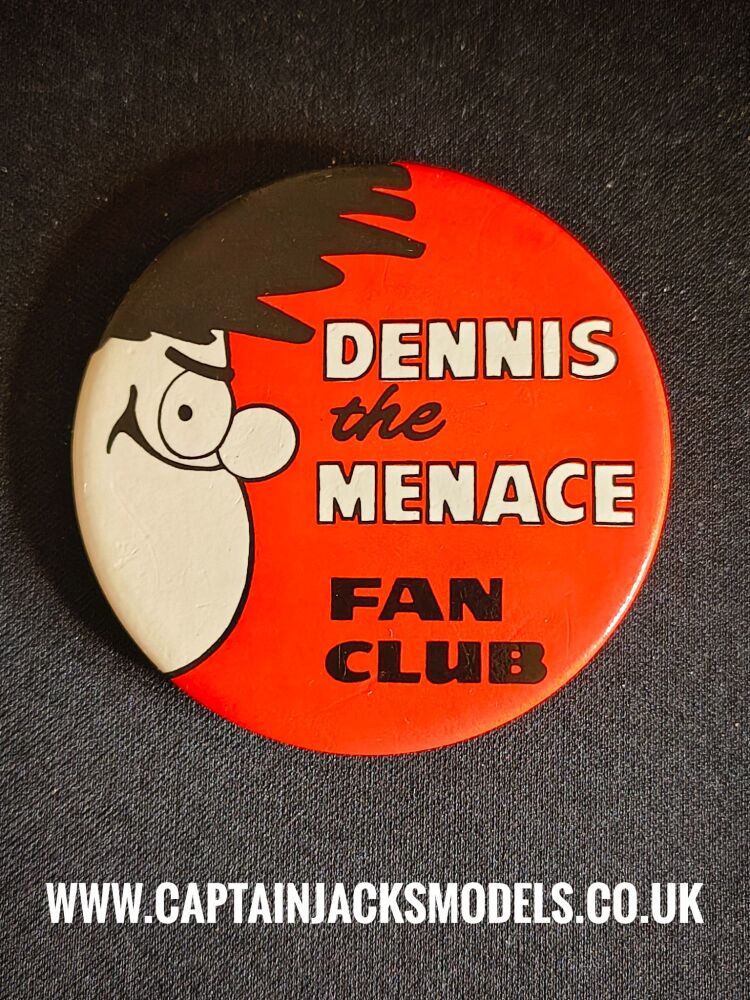 DENNIS
the
MENACE
FAN
CLUB
WWW.CAPTAINJACKSMODELS.CO.UK